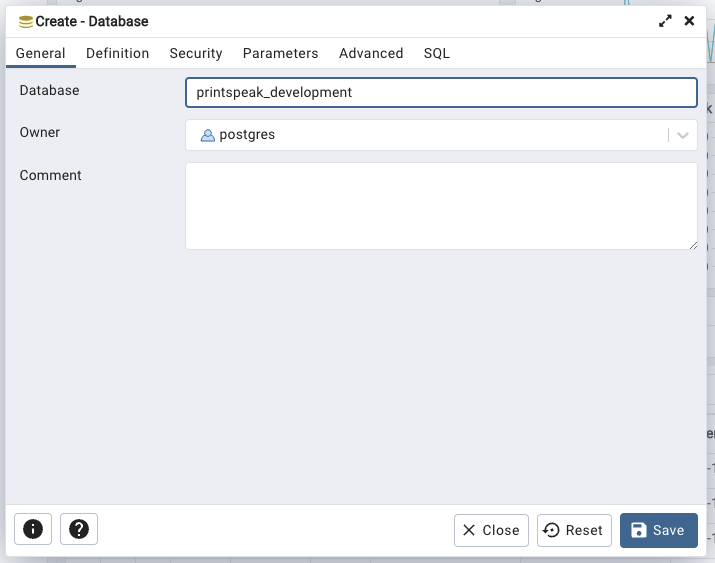 Create - Database
General Definition Security Parameters Advanced SQL
Database printspeak_development
Owner postgres
Comment
Close Reset Save